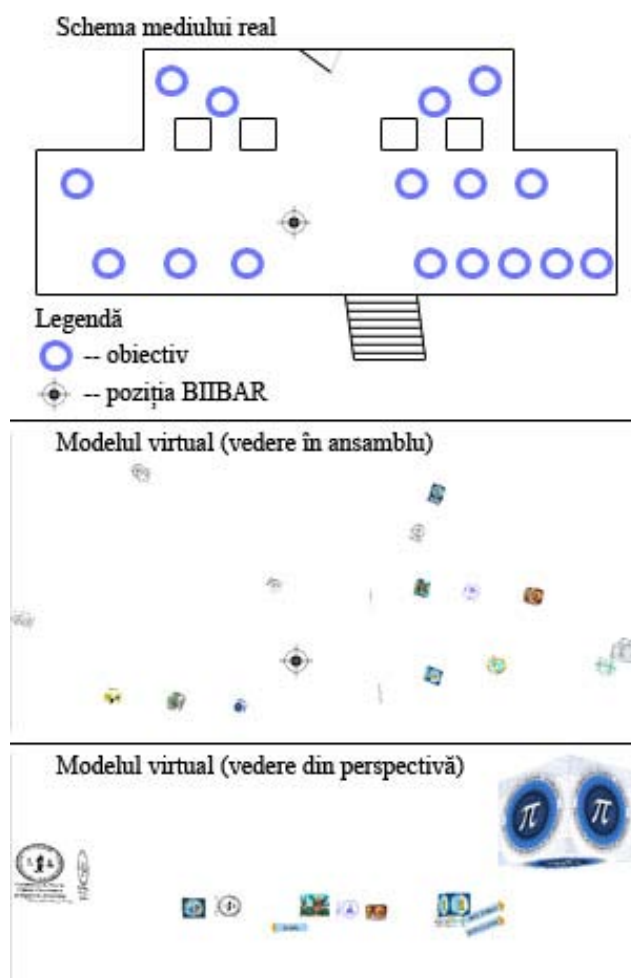 Schema mediului real
Legendă
-- obiectiv
-- poziția BIIBAR
Modelul virtual (vedere în ansamblu)
Modelul virtual (vedere din perspectivă)
π π